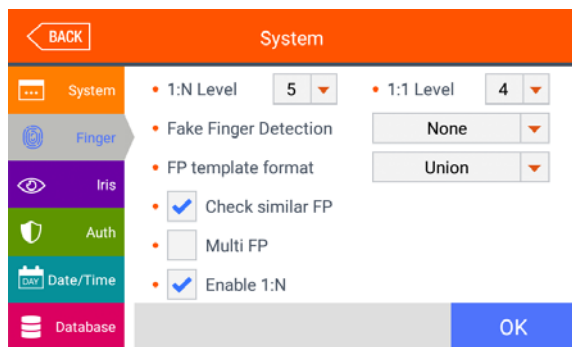 BACK
System
System
1:N Level 5
1:1 Level 4
Finger
Fake Finger Detection None
FP template format Union
Iris
Check similar FP
Auth
Multi FP
DAY Date/Time
Enable 1:N
Database
OK